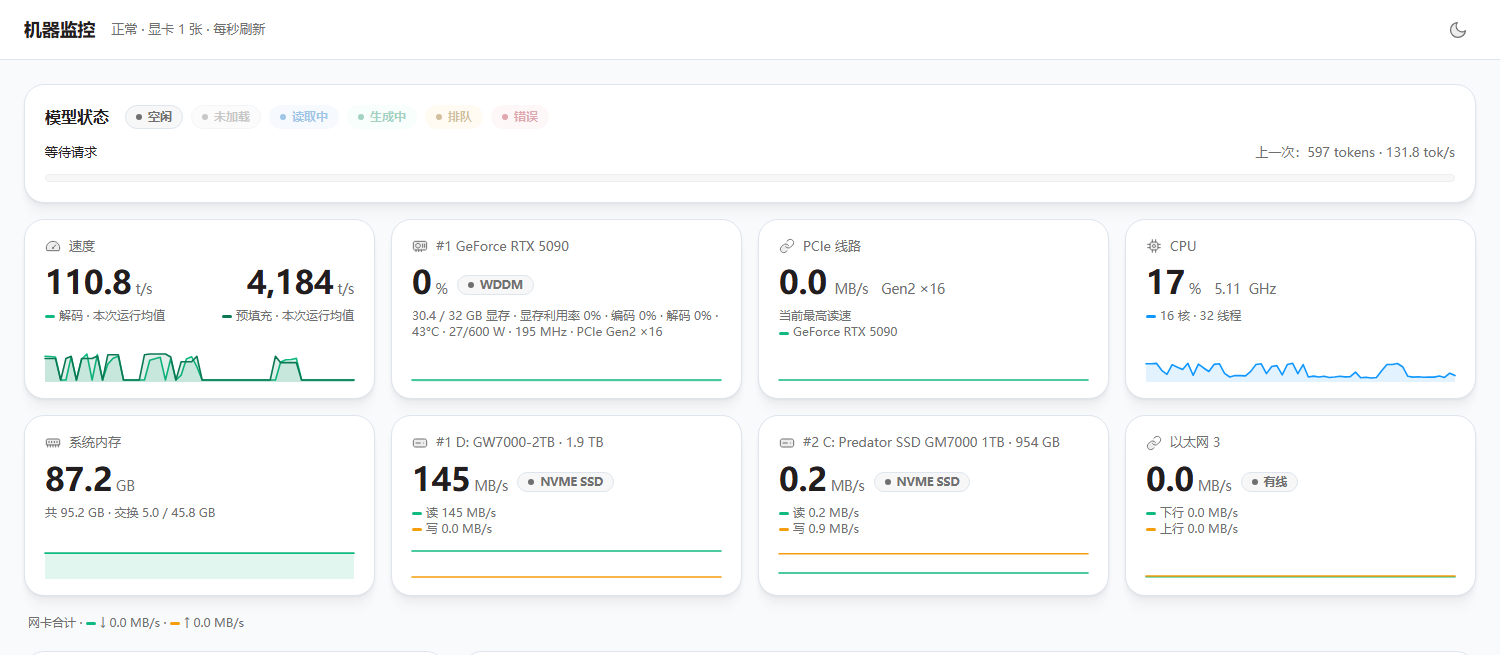 机器监控 正常 · 显卡 1 张 · 每秒刷新
模型状态 空闲 未加载 读取中 生成中 排队 错误
等待请求 上一次：597 tokens · 131.8 tok/s
速度
110.8 t/s 4,184 t/s
解码 · 本次运行均值 预填充 · 本次运行均值
#1 GeForce RTX 5090
0 % WDDM
30.4 / 32 GB 显存 · 显存利用率 0% · 编码 0% · 解码 0% ·
43°C · 27/600 W · 195 MHz · PCIe Gen2 ×16
PCIe 线路
0.0 MB/s Gen2 ×16
当前最高读速
GeForce RTX 5090
CPU
17 % 5.11 GHz
16 核 · 32 线程
系统内存
87.2 GB
共 95.2 GB · 交换 5.0 / 45.8 GB
#1 D: GW7000-2TB · 1.9 TB
145 MB/s NVME SSD
读 145 MB/s
写 0.0 MB/s
#2 C: Predator SSD GM7000 1TB · 954 GB
0.2 MB/s NVME SSD
读 0.2 MB/s
写 0.9 MB/s
以太网 3
0.0 MB/s 有线
下行 0.0 MB/s
上行 0.0 MB/s
网卡合计 · ↓ 0.0 MB/s · ↑ 0.0 MB/s